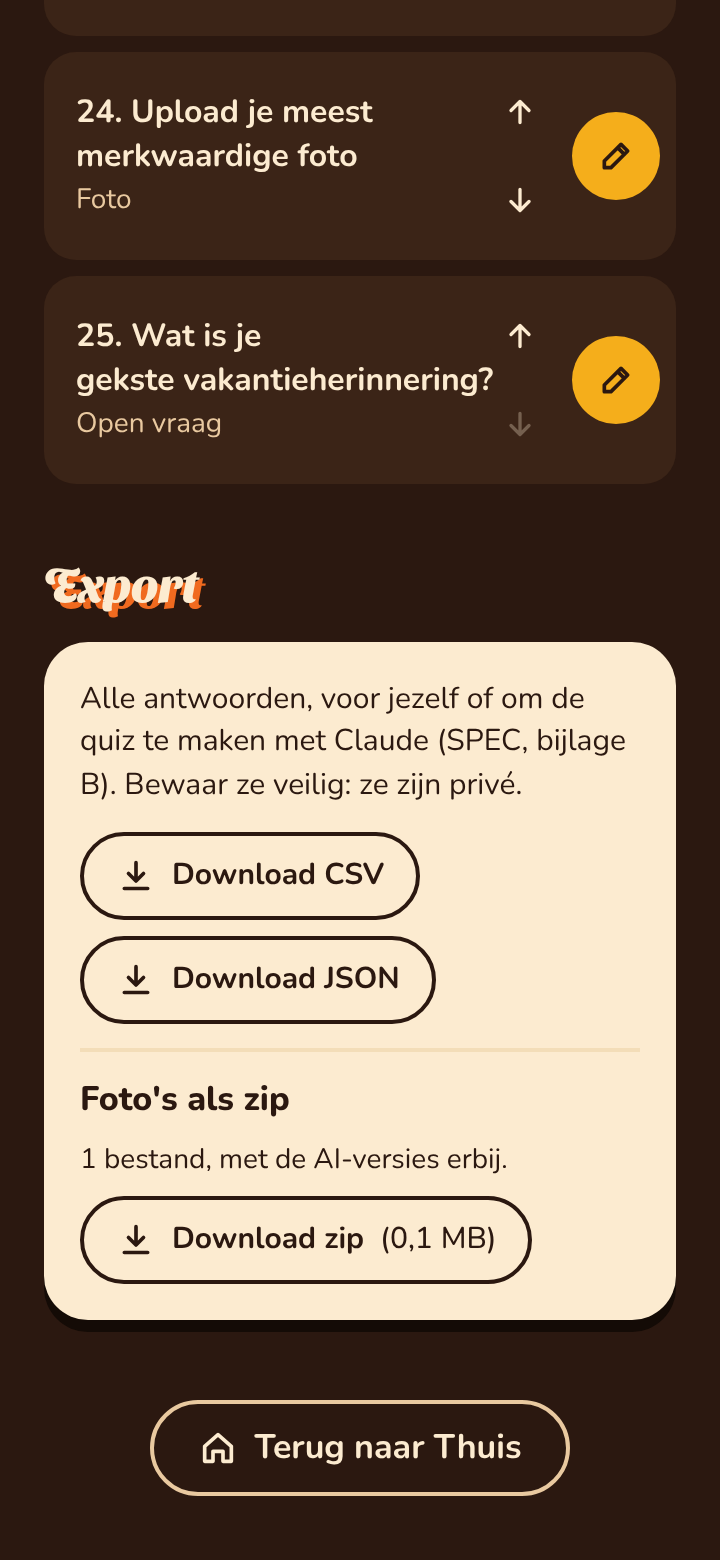 24. Upload je meest
merkwaardige foto
Foto
25. Wat is je
gekste vakantieherinnering?
Open vraag
Export
Alle antwoorden, voor jezelf of om de
quiz te maken met Claude (SPEC, bijlage
B). Bewaar ze veilig: ze zijn privé.
Download CSV
Download JSON
Foto's als zip
1 bestand, met de AI-versies erbij.
Download zip (0,1 MB)
Terug naar Thuis